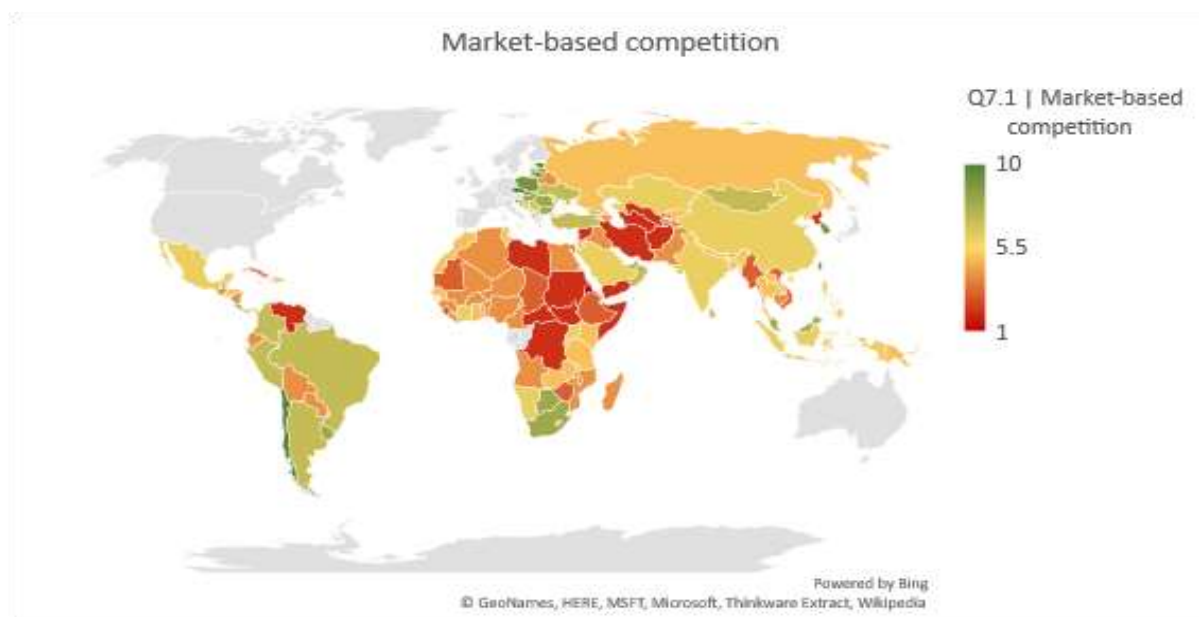 Market-based competition
Q7.1 | Market-based
competition
10
5.5
1
Powered by Bing
© GeoNames, HERE, MSFT, Microsoft, Thinkware Extract, Wikipedia